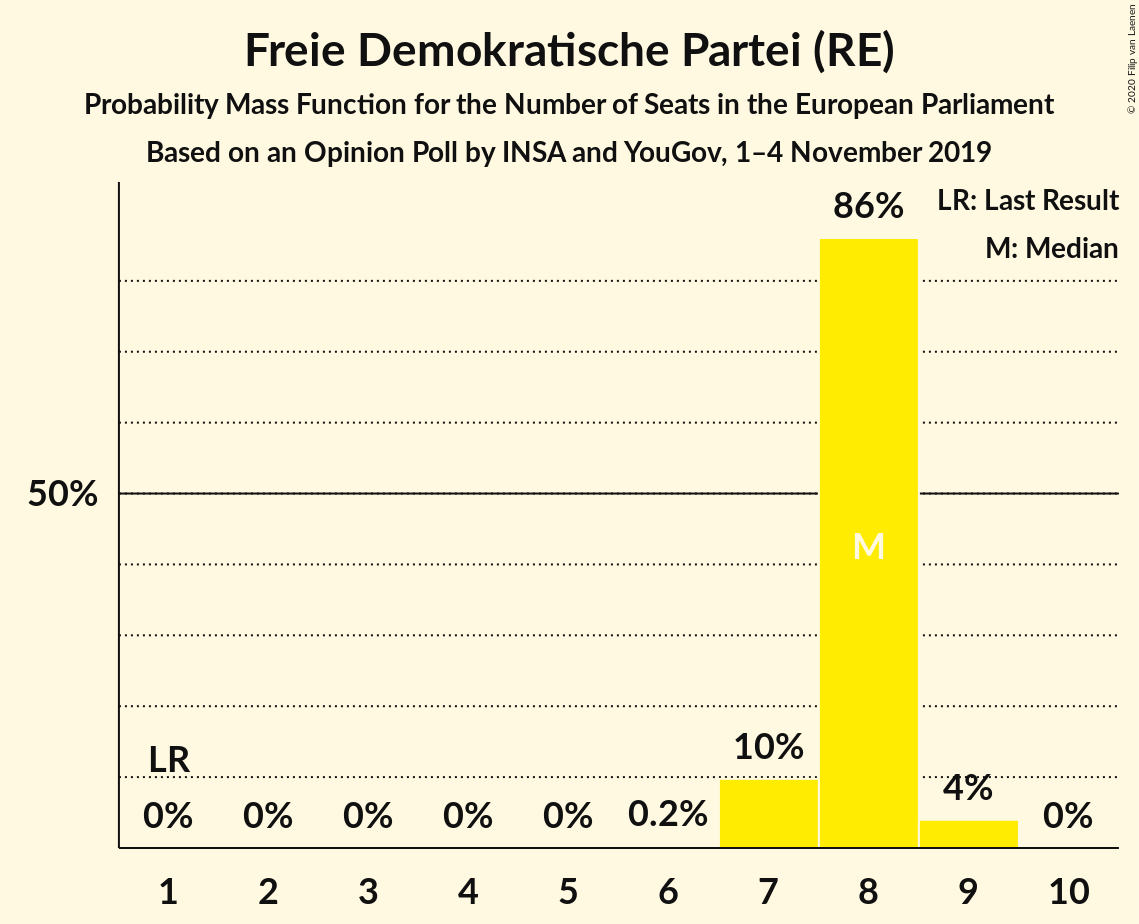 Freie Demokratische Partei (RE)
Probability Mass Function for the Number of Seats in the European Parliament
Based on an Opinion Poll by INSA and YouGov, 1–4 November 2019
© 2020 Filip van Laenen
LR: Last Result
M: Median
86%
50%
M
LR
0%
0%
0%
0%
0%
0.2%
10%
4%
0%
1 2 3 4 5 6 7 8 9 10